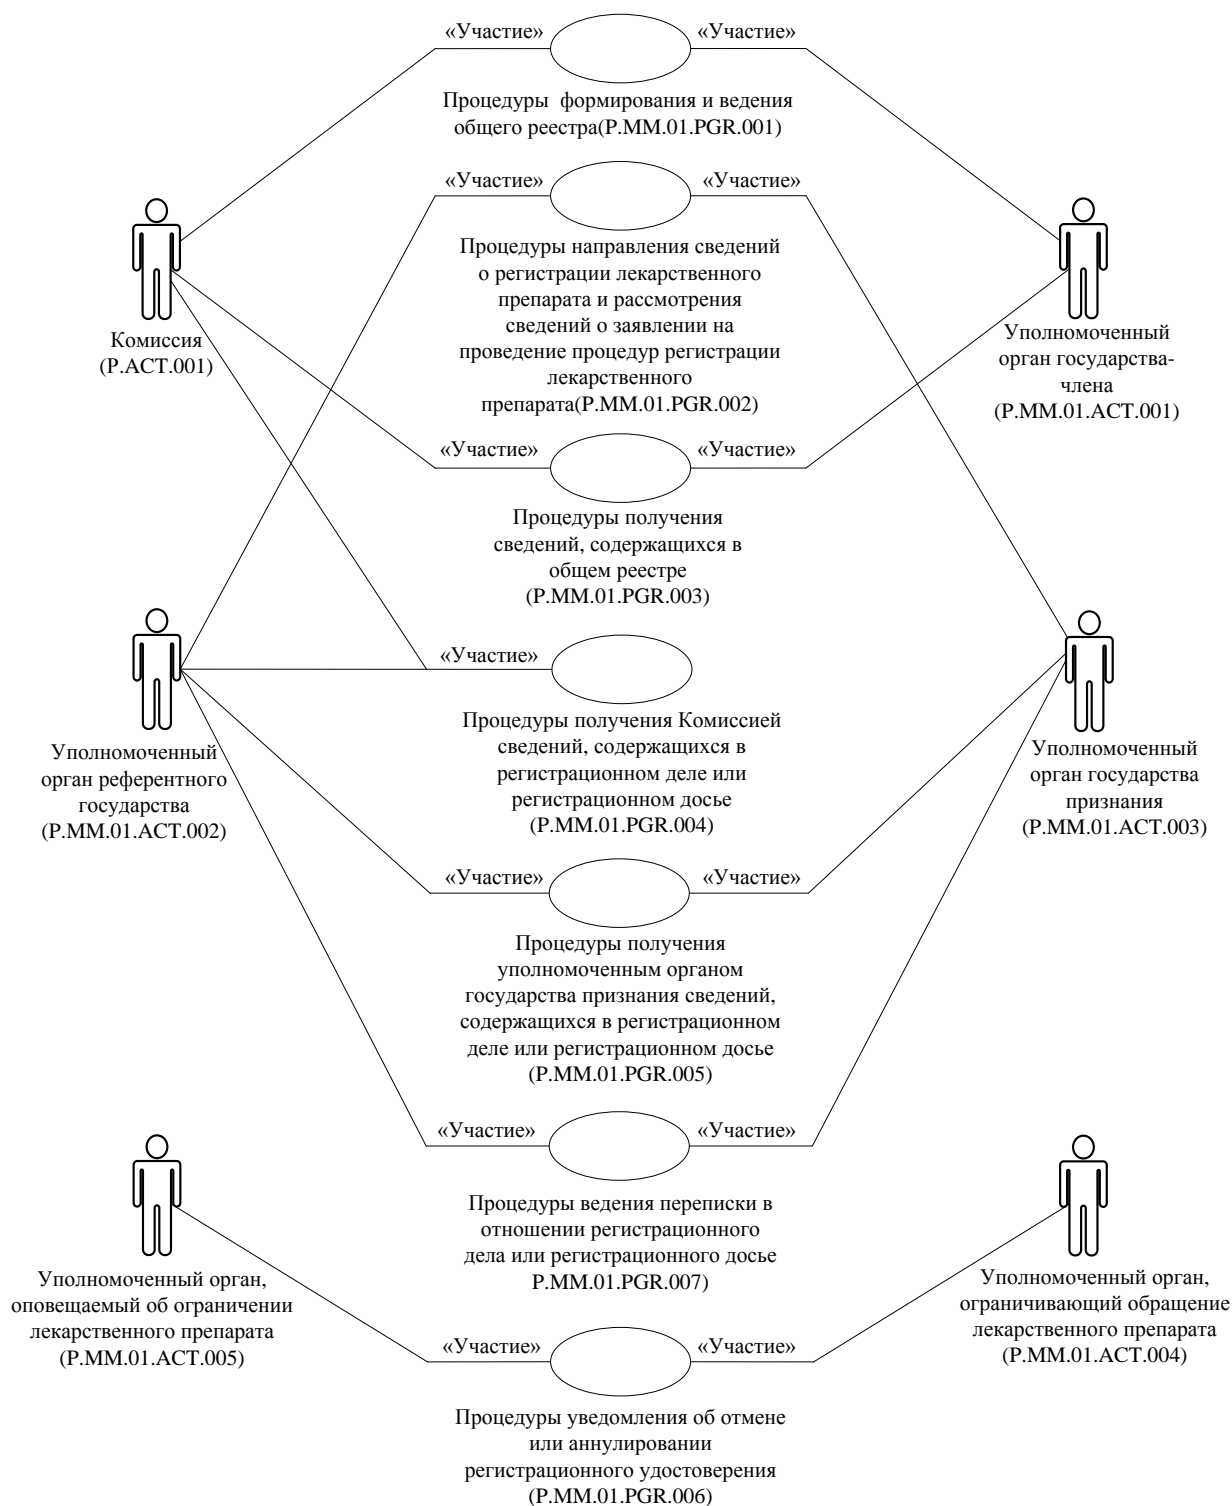 «Участие»
«Участие»
Процедуры формирования и ведения
общего реестра(P.MM.01.PGR.001)
«Участие»
«Участие»
Процедуры направления сведений
о регистрации лекарственного
препарата и рассмотрения
сведений о заявлении на
проведение процедур регистрации
лекарственного
препарата(P.MM.01.PGR.002)
Комиссия
(P.ACT.001)
Уполномоченный
орган государства-
члена
(P.MM.01.ACT.001)
«Участие»
«Участие»
Процедуры получения
сведений, содержащихся в
общем реестре
(P.MM.01.PGR.003)
«Участие»
Процедуры получения Комиссией
сведений, содержащихся в
регистрационном деле или
регистрационном досье
(P.MM.01.PGR.004)
Уполномоченный
орган референтного
государства
(P.MM.01.ACT.002)
Уполномоченный
орган государства
признания
(P.MM.01.ACT.003)
«Участие»
«Участие»
Процедуры получения
уполномоченным органом
государства признания сведений,
содержащихся в регистрационном
деле или регистрационном досье
(P.MM.01.PGR.005)
«Участие»
«Участие»
Процедуры ведения переписки в
отношении регистрационного
дела или регистрационного досье
P.MM.01.PGR.007)
Уполномоченный орган,
оповещаемый об ограничении
лекарственного препарата
(P.MM.01.ACT.005)
Уполномоченный орган,
ограничивающий обращение
лекарственного препарата
(P.MM.01.ACT.004)
«Участие»
«Участие»
Процедуры уведомления об отмене
или аннулировании
регистрационного удостоверения
(P.MM.01.PGR.006)